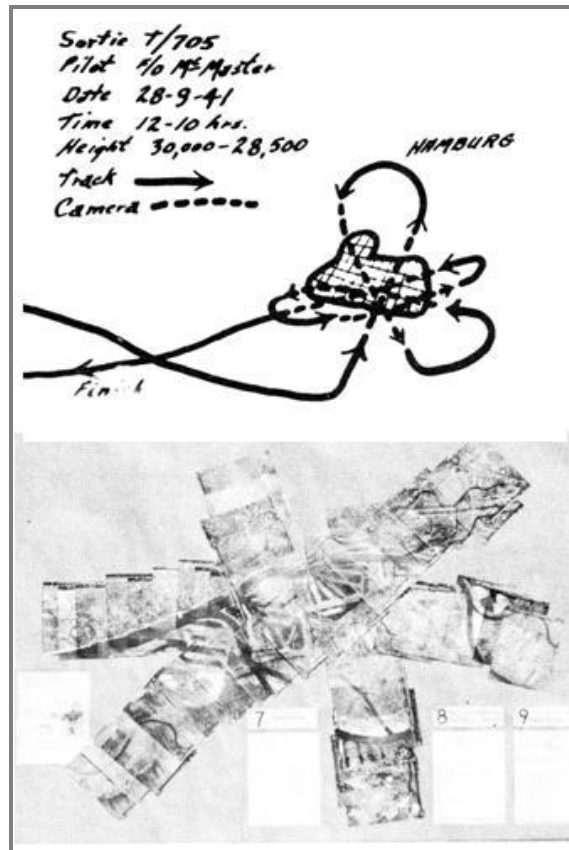 Sortie T/705
Pilot F/O McMaster
Date 28-9-41
Time 12-10 hrs.
Height 30,000-28,500
Track
Camera
HAMBURG
Finish
7
8
9